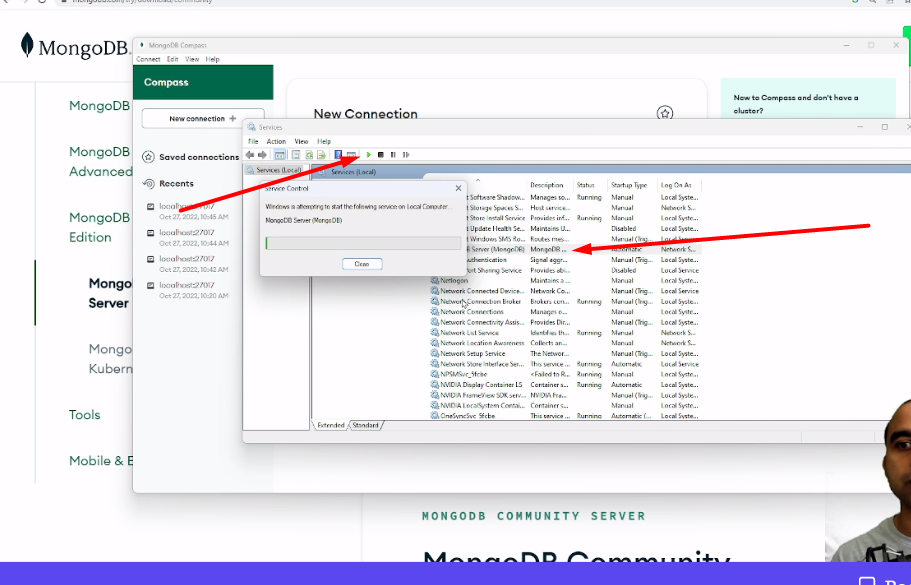 mongodb.com/try/download/community
MongoDB.
MongoDB
MongoDB
Advanced
MongoDB
Edition
Mongo
Server
Mongo
Kubern
Tools
Mobile & E
MongoDB Compass
Connect Edit View Help
Compass
New connection +
Saved connections
Recents
localhost:27017
Oct 27, 2022, 10:45 AM
localhost:27017
Oct 27, 2022, 10:44 AM
localhost:27017
Oct 27, 2022, 10:42 AM
localhost:27017
Oct 27, 2022, 10:20 AM
New Connection
New to Compass and don't have a
cluster?
Services
File Action View Help
Services (Local)
Services (Local)
Service Control
Windows is attempting to start the following service on Local Computer...
MongoDB Server (MongoDB)
Close
Description Status Startup Type Log On As
t Software Shadow... Manages so... Running Manual Local Syste...
t Storage Spaces S... Host service... Manual Network S...
t Store Install Service Provides inf... Running Manual Local Syste...
t Update Health Se... Maintains U... Disabled Local Syste...
t Windows SMS Ro... Routes mes... Manual (Trig... Local Syste...
Server (MongoDB) MongoDB ... Automatic Network S...
uthentication Signal aggr... Manual (Trig... Local Syste...
ort Sharing Service Provides abi... Disabled Local Service
Netlogon Maintains a ... Manual Local Syste...
Network Connected Device... Network Co... Manual (Trig... Local Service
Network Connection Broker Brokers con... Running Manual (Trig... Local Syste...
Network Connections Manages o... Manual Local Syste...
Network Connectivity Assis... Provides Dir... Manual (Trig... Local Syste...
Network List Service Identifies th... Running Manual Network S...
Network Location Awareness Collects an... Manual Network S...
Network Setup Service The Networ... Manual (Trig... Local Syste...
Network Store Interface Ser... This service ... Running Automatic Local Service
NPSMSvc_5fcbe <Failed to R... Running Manual Local Syste...
NVIDIA Display Container LS Container s... Running Automatic Local Syste...
NVIDIA FrameView SDK serv... NVIDIA Fra... Manual (Trig... Local Syste...
NVIDIA LocalSystem Contai... Container s... Manual Local Syste...
OneSyncSvc_5fcbe This service ... Running Automatic (... Local Syste...
Extended Standard
MONGODB COMMUNITY SERVER
MongoDB Community